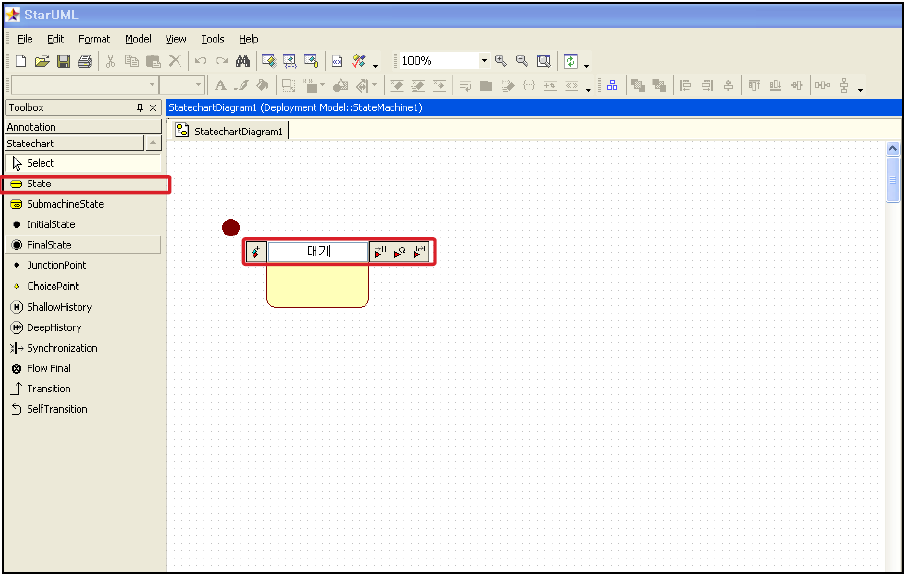 StarUML
File Edit Format Model View Tools Help
100%
Toolbox
StatechartDiagram1 (Deployment Model::StateMachine1)
Annotation
StatechartDiagram1
Statechart
Select
State
SubmachineState
InitialState
FinalState
JunctionPoint
ChoicePoint
ShallowHistory
DeepHistory
Synchronization
Flow Final
Transition
SelfTransition
대기